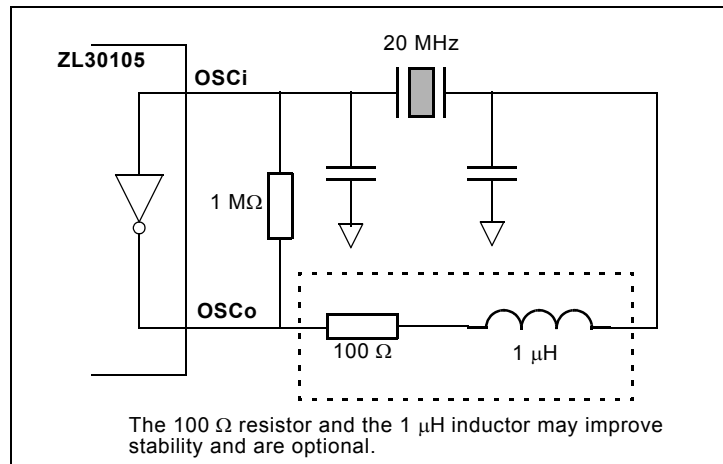 20 MHz
ZL30105
OSCi
1 MΩ
OSCo
100 Ω
1 µH
The 100 Ω resistor and the 1 µH inductor may improve
stability and are optional.